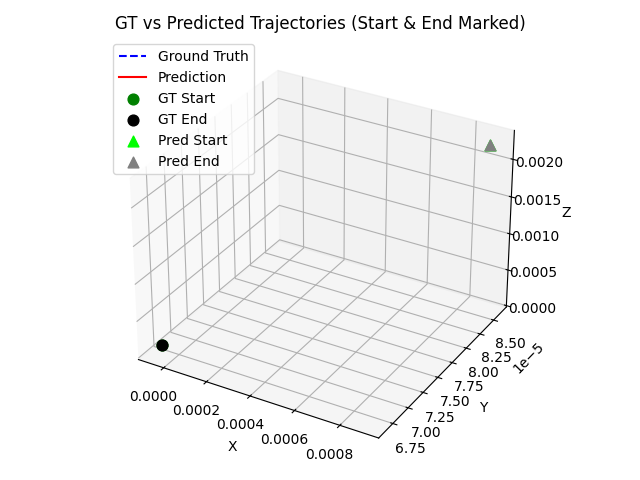 GT vs Predicted Trajectories (Start & End Marked)
Ground Truth
Prediction
GT Start
GT End
Pred Start
Pred End
0.0020
0.0015
Z
0.0010
0.0005
0.0000
8.50
8.25
1e−5
8.00
7.75
7.50
Y
7.25
7.00
6.75
0.0000
0.0002
0.0004
0.0006
0.0008
X